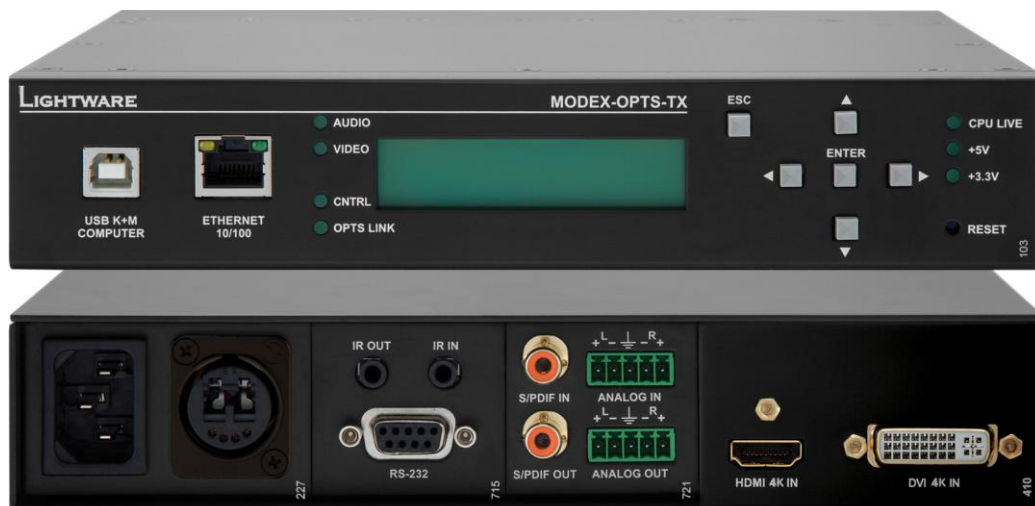 LIGHTWARE
MODEX-OPTS-TX
ESC
AUDIO
VIDEO
CNTRL
OPTS LINK
USB K+M
COMPUTER
ETHERNET
10/100
ENTER
CPU LIVE
+5V
+3.3V
RESET
103
227
IR OUT IR IN
RS-232
715
S/PDIF IN
+ L - - R +
ANALOG IN
S/PDIF OUT
+ L - - R +
ANALOG OUT
721
HDMI 4K IN
DVI 4K IN
410